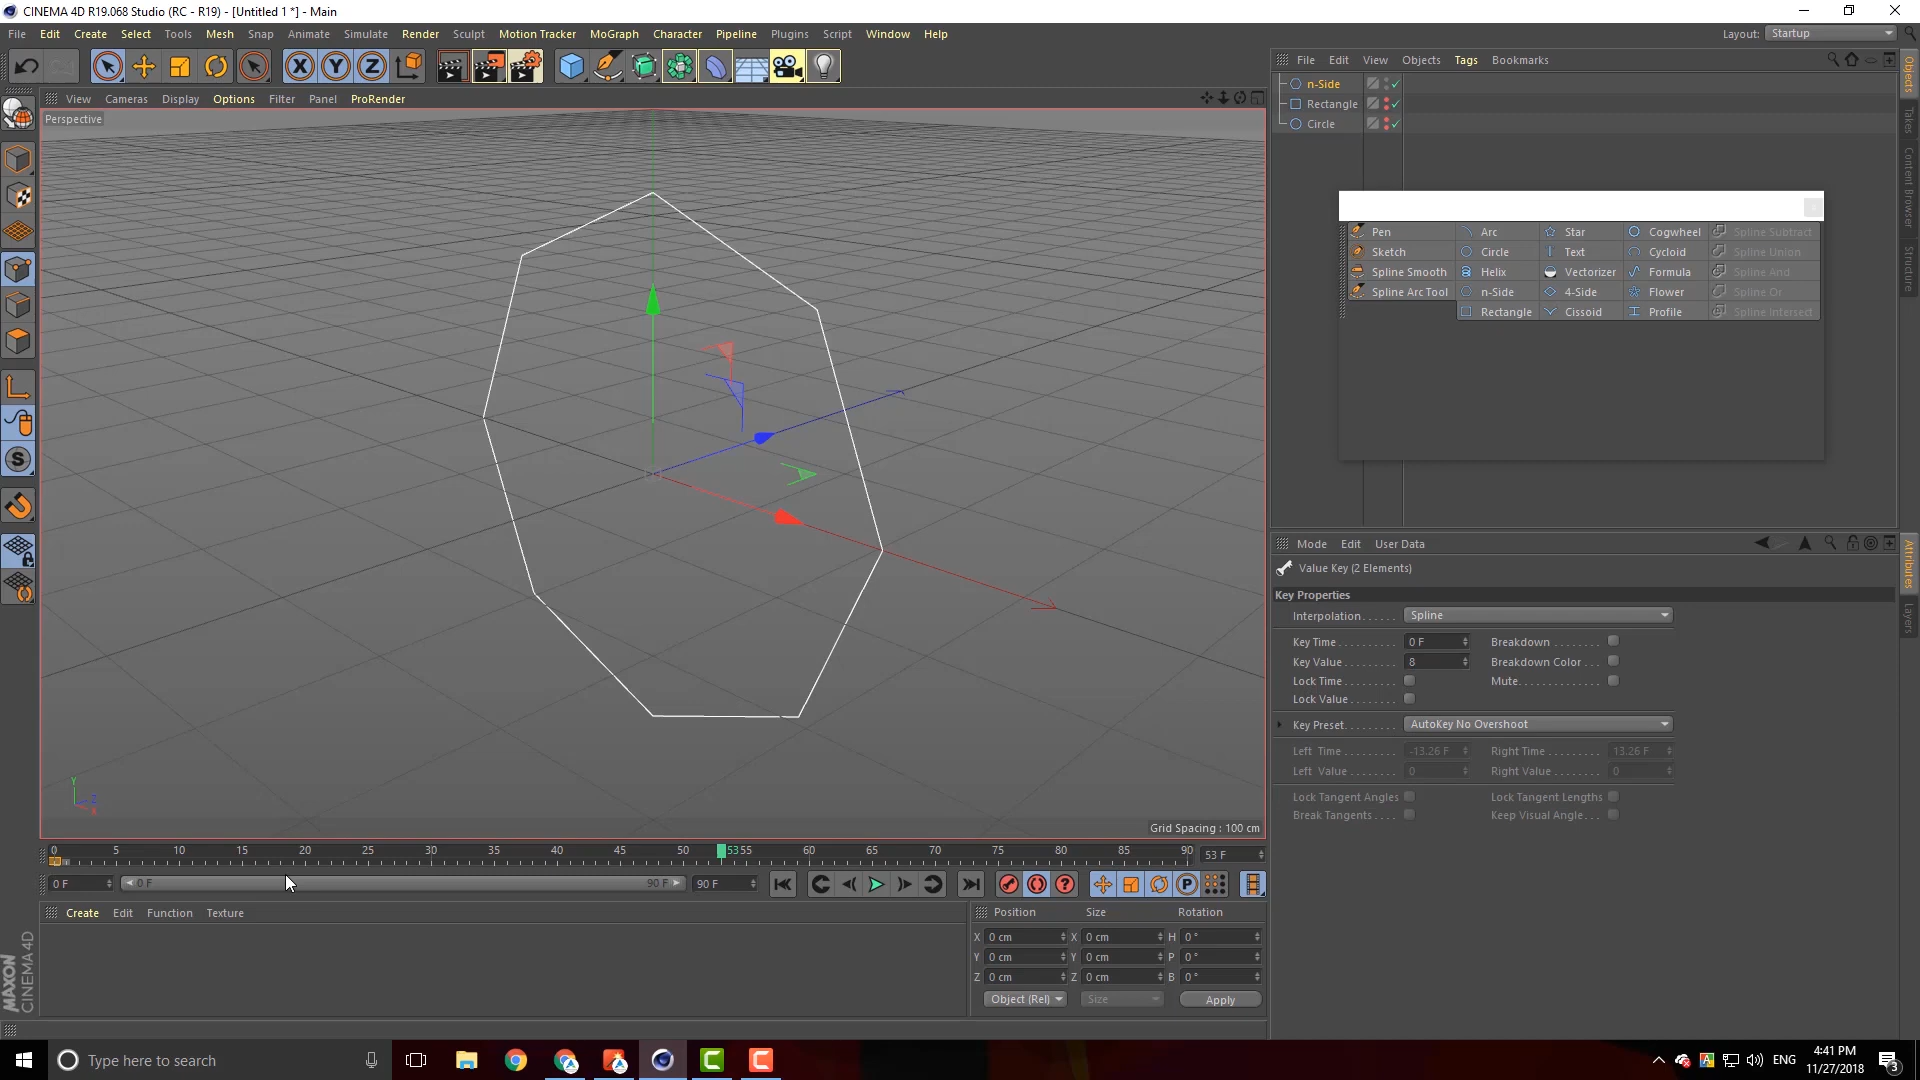 CINEMA 4D R19.068 Studio (RC - R19) - [Untitled 1 *] - Main
File Edit Create Select Tools Mesh Snap Animate Simulate Render Sculpt Motion Tracker MoGraph Character Pipeline Plugins Script Window Help Layout: Startup
View Cameras Display Options Filter Panel ProRender
Perspective
File Edit View Objects Tags Bookmarks
n-Side
Rectangle
Circle
Pen Arc Star Cogwheel Spline Subtract
Sketch Circle Text Cycloid Spline Union
Spline Smooth Helix Vectorizer Formula Spline And
Spline Arc Tool n-Side 4-Side Flower Spline Or
Rectangle Cissoid Profile Spline Intersect
Objects
Takes
Content Browser
Structure
Mode Edit User Data
Value Key (2 Elements)
Key Properties
Interpolation...... Spline
Key Time.......... 0 F Breakdown........
Key Value......... 8 Breakdown Color...
Lock Time......... Mute.............
Lock Value........
Key Preset........ AutoKey No Overshoot
Left Time........ -13.26 F Right Time........ 13.26 F
Left Value....... 0 Right Value....... 0
Lock Tangent Angles Lock Tangent Lengths
Break Tangents.... Keep Visual Angle...
Attributes
Layers
Y
Z
X
Grid Spacing : 100 cm
0 5 10 15 20 25 30 35 40 45 50 53 55 60 65 70 75 80 85 90 53 F
0 F 0 F 90 F 90 F
Create Edit Function Texture
Position Size Rotation
X 0 cm X 0 cm H 0 °
Y 0 cm Y 0 cm P 0 °
Z 0 cm Z 0 cm B 0 °
Object (Rel) Size Apply
MAXON
CINEMA 4D
Type here to search
ENG
4:41 PM
11/27/2018
3